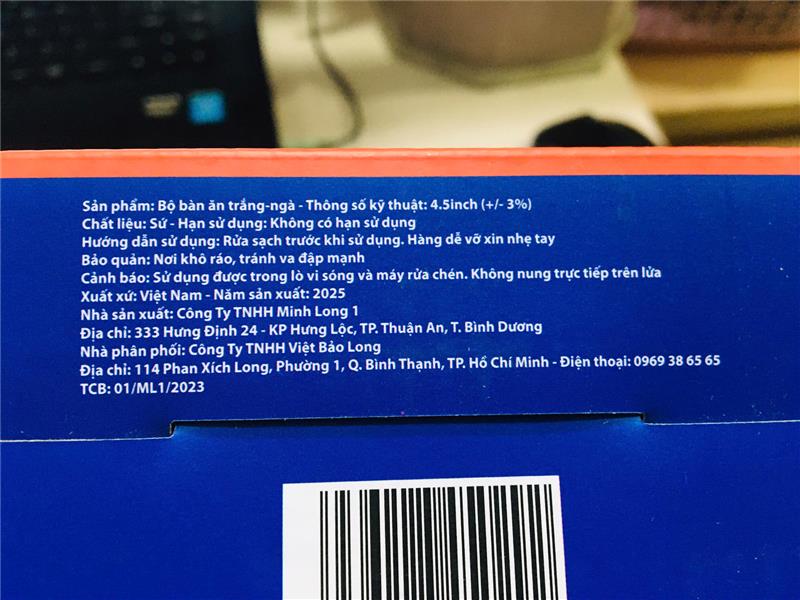 Sản phẩm: Bộ bàn ăn trắng-ngà - Thông số kỹ thuật: 4.5inch (+/- 3%)
Chất liệu: Sứ - Hạn sử dụng: Không có hạn sử dụng
Hướng dẫn sử dụng: Rửa sạch trước khi sử dụng. Hàng dễ vỡ xin nhẹ tay
Bảo quản: Nơi khô ráo, tránh va đập mạnh
Cảnh báo: Sử dụng được trong lò vi sóng và máy rửa chén. Không nung trực tiếp trên lửa
Xuất xứ: Việt Nam - Năm sản xuất: 2025
Nhà sản xuất: Công Ty TNHH Minh Long 1
Địa chỉ: 333 Hưng Định 24 - KP Hưng Lộc, TP. Thuận An, T. Bình Dương
Nhà phân phối: Công Ty TNHH Việt Bảo Long
Địa chỉ: 114 Phan Xích Long, Phường 1, Q. Bình Thạnh, TP. Hồ Chí Minh - Điện thoại: 0969 38 65 65
TCB: 01/ML1/2023